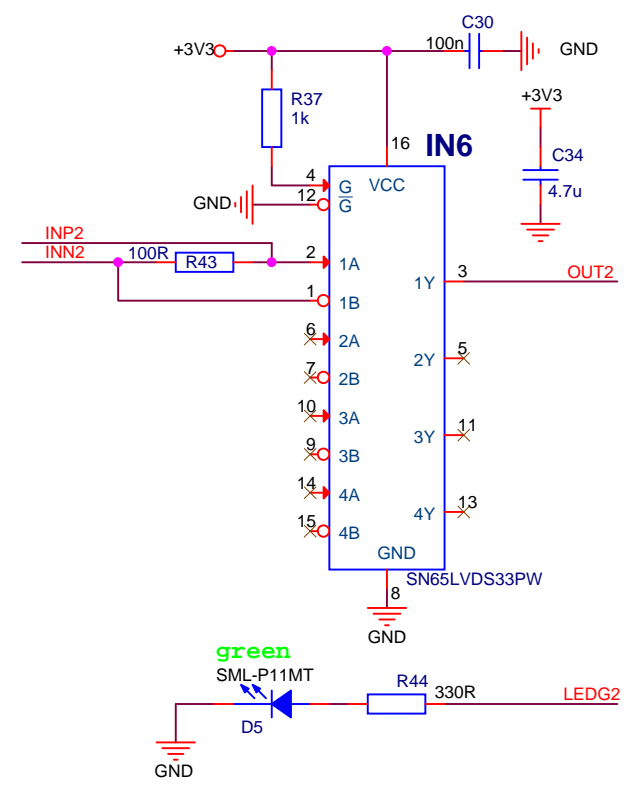 C30
+3V3
100n
GND
R37
1k
+3V3
16
IN6
C34
4.7u
4
G
VCC
12
G
GND
INP2
INN2
100R
R43
2
1A
3
OUT2
1Y
1
1B
6
2A
5
2Y
7
2B
10
3A
11
3Y
9
3B
14
4A
13
4Y
15
4B
GND
SN65LVDS33PW
8
GND
green
SML-P11MT
R44
330R
LEDG2
D5
GND